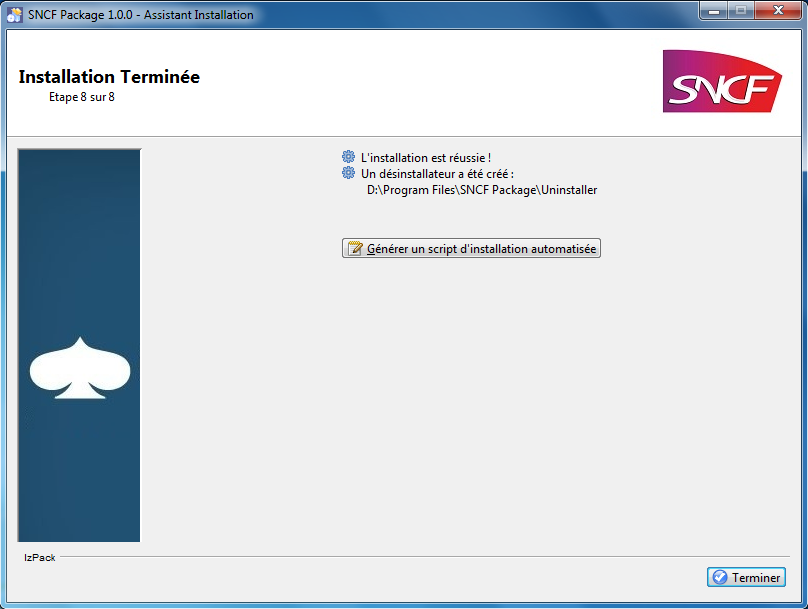 SNCF Package 1.0.0 - Assistant Installation
Installation Terminée
Etape 8 sur 8
SNCF
L'installation est réussie !
Un désinstallateur a été créé :
D:\Program Files\SNCF Package\Uninstaller
Générer un script d'installation automatisée
IzPack
Terminer